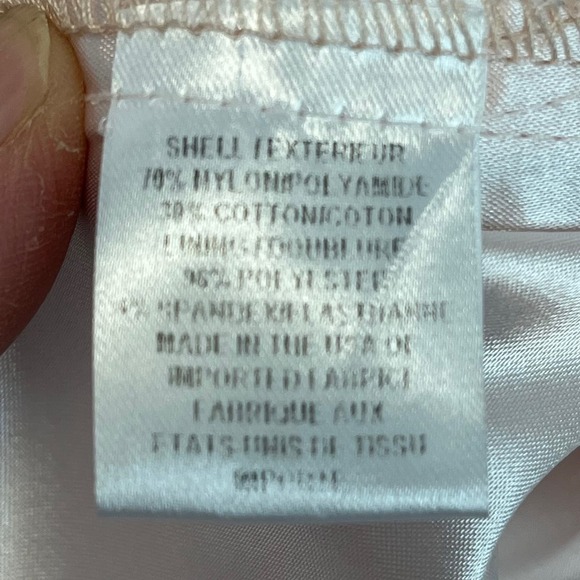 SHELL / EXTERIEUR
70% NYLON/POLYAMIDE
30% COTTON/COTON
LINING / DOUBLURE
96% POLYESTER
4% SPANDEX/ELASTHANNE
MADE IN THE USA OF
IMPORTED FABRIC/
FABRIQUE AUX
ETATS-UNIS DE TISSU
IMPORTE